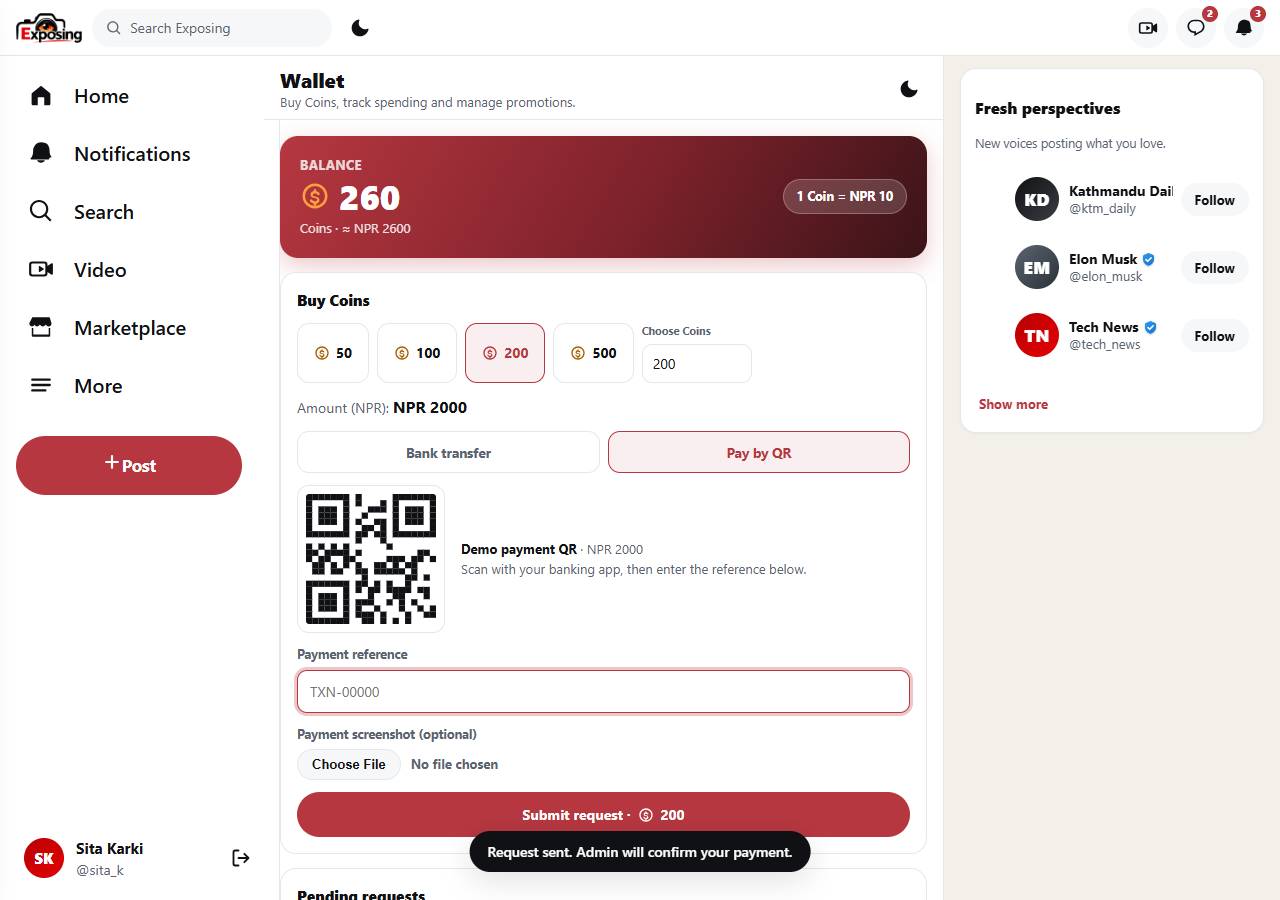 Exposing
Search Exposing
2
3
Home
Notifications
Search
Video
Marketplace
More
+ Post
SK
Sita Karki
@sita_k
Wallet
Buy Coins, track spending and manage promotions.
BALANCE
260
Coins · ≈ NPR 2600
1 Coin = NPR 10
Buy Coins
50
100
200
500
Choose Coins
200
Amount (NPR): NPR 2000
Bank transfer
Pay by QR
Demo payment QR · NPR 2000
Scan with your banking app, then enter the reference below.
Payment reference
TXN-00000
Payment screenshot (optional)
Choose File No file chosen
Submit request · 200
Request sent. Admin will confirm your payment.
Pending requests
Fresh perspectives
New voices posting what you love.
KD
Kathmandu Dail
@ktm_daily
Follow
EM
Elon Musk
@elon_musk
Follow
TN
Tech News
@tech_news
Follow
Show more